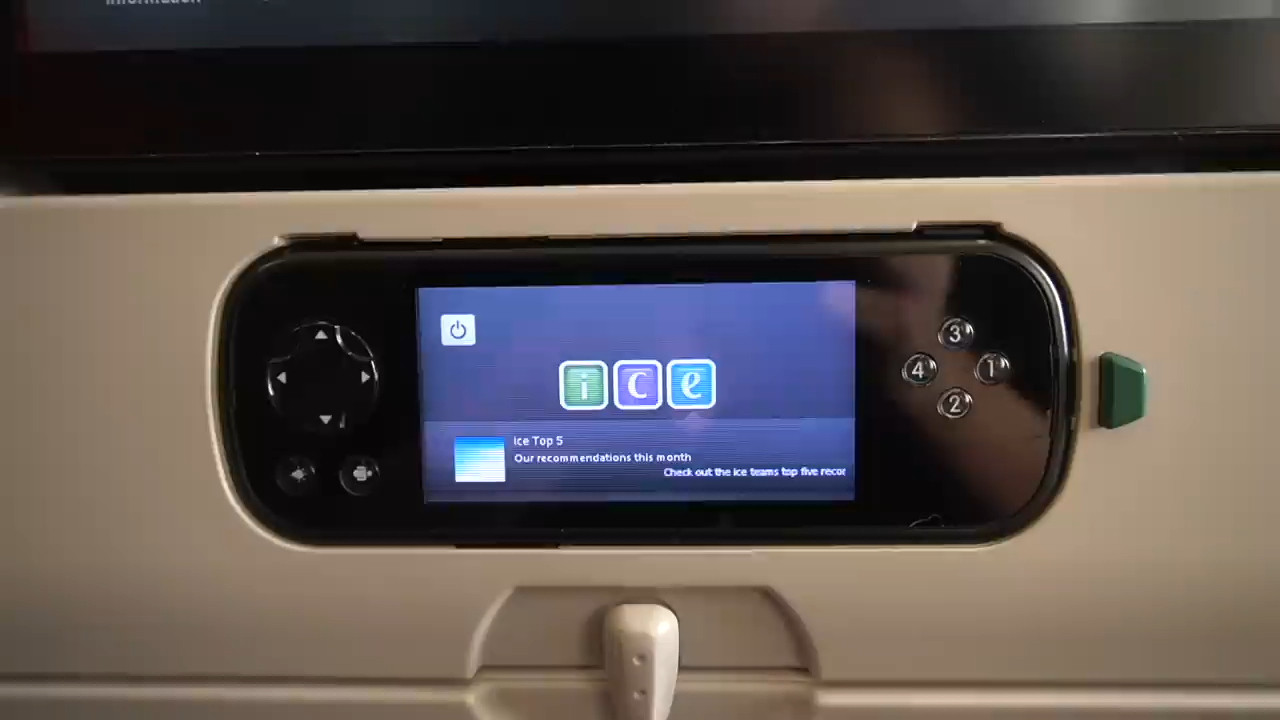 Information
ice
ice Top 5
Our recommendations this month
Check out the ice teams top five recor
3
4
1
2